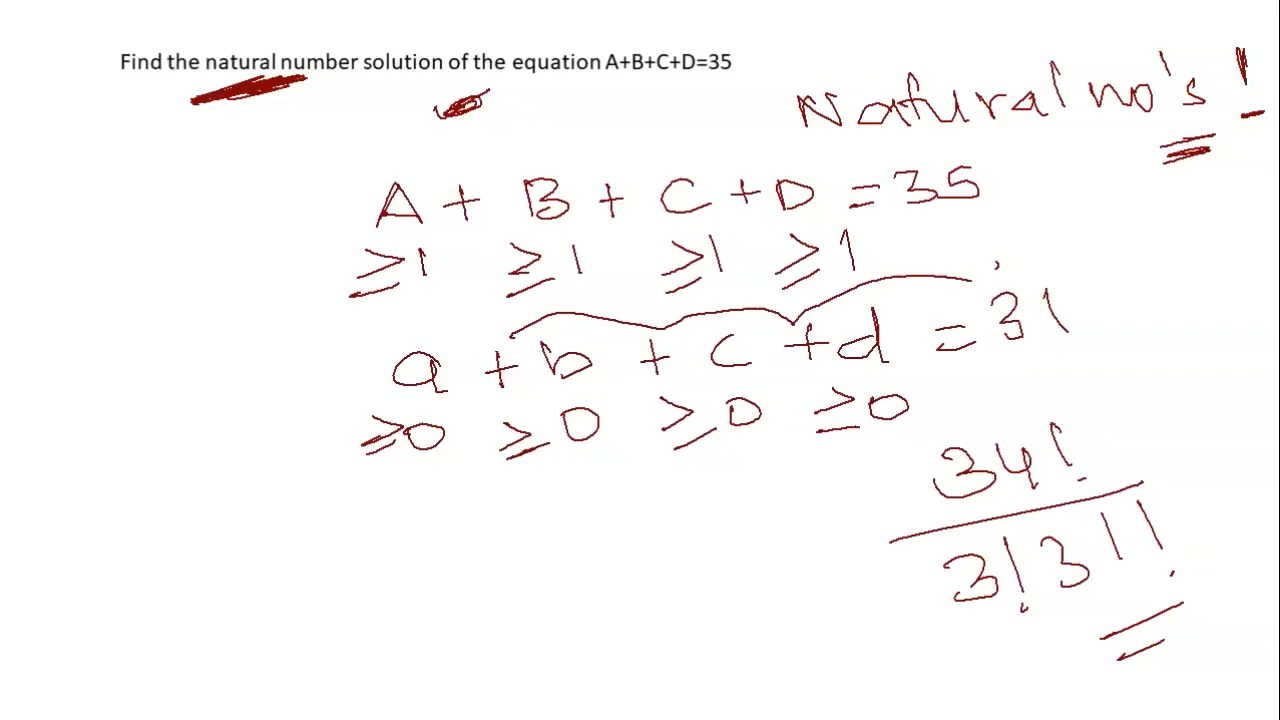 Find the natural number solution of the equation A+B+C+D=35
Natural no's !
A + B + C + D = 35
≥1 ≥1 ≥1 ≥1
a + b + c + d = 31
≥0 ≥0 ≥0 ≥0
34!
3! 31!